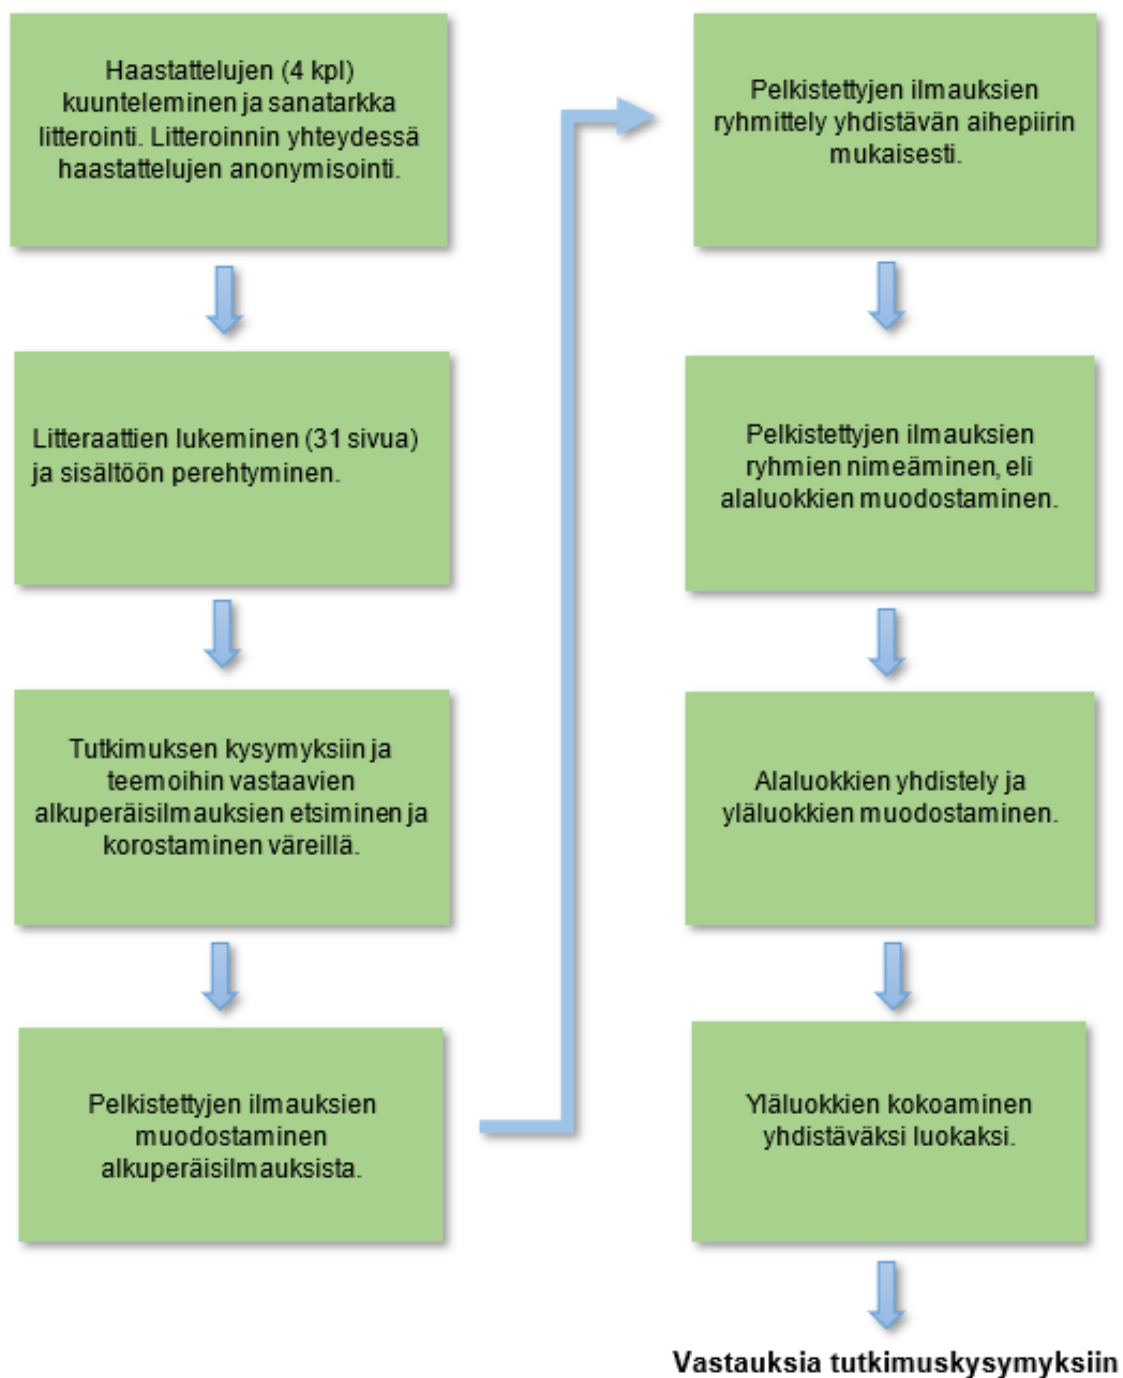 Haastattelujen (4 kpl)
kuunteleminen ja sanatarkka
litterointi. Litteroinnin yhteydessä
haastattelujen anonymisointi.
Litteraattien lukeminen (31 sivua)
ja sisältöön perehtyminen.
Tutkimuksen kysymyksiin ja
teemoihin vastaavien
alkuperäisilmauksien etsiminen ja
korostaminen väreillä.
Pelkistettyjen ilmauksien
muodostaminen
alkuperäisilmauksista.
Pelkistettyjen ilmauksien
ryhmittely yhdistävän aihepiirin
mukaisesti.
Pelkistettyjen ilmauksien
ryhmien nimeäminen, eli
alaluokkien muodostaminen.
Alaluokkien yhdistely ja
yläluokkien muodostaminen.
Yläluokkien kokoaminen
yhdistäväksi luokaksi.
Vastauksia tutkimuskysymyksiin